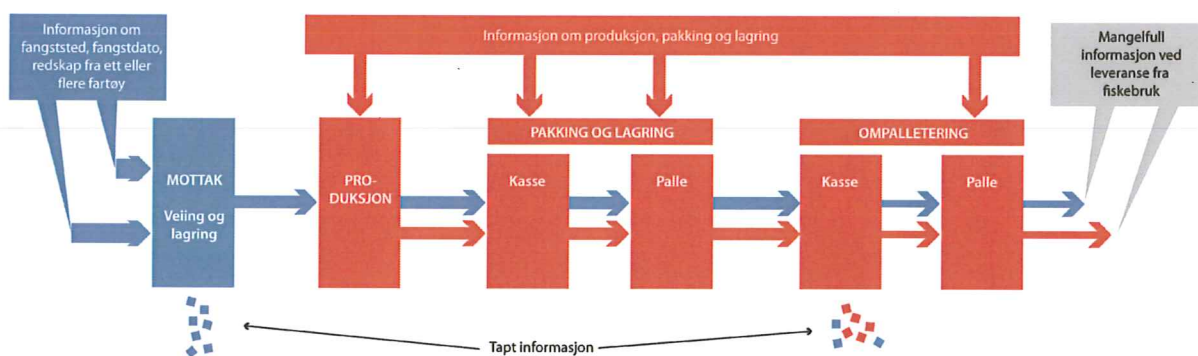 Informasjon om
fangststed, fangstdato,
redskap fra ett eller
flere fartøy
Informasjon om produksjon, pakking og lagring
Mangelfull
informasjon ved
leveranse fra
fiskebruk
MOTTAK
Veiing og
lagring
PRO-
DUKSJON
PAKKING OG LAGRING
Kasse
Palle
OMPALLETERING
Kasse
Palle
Tapt informasjon